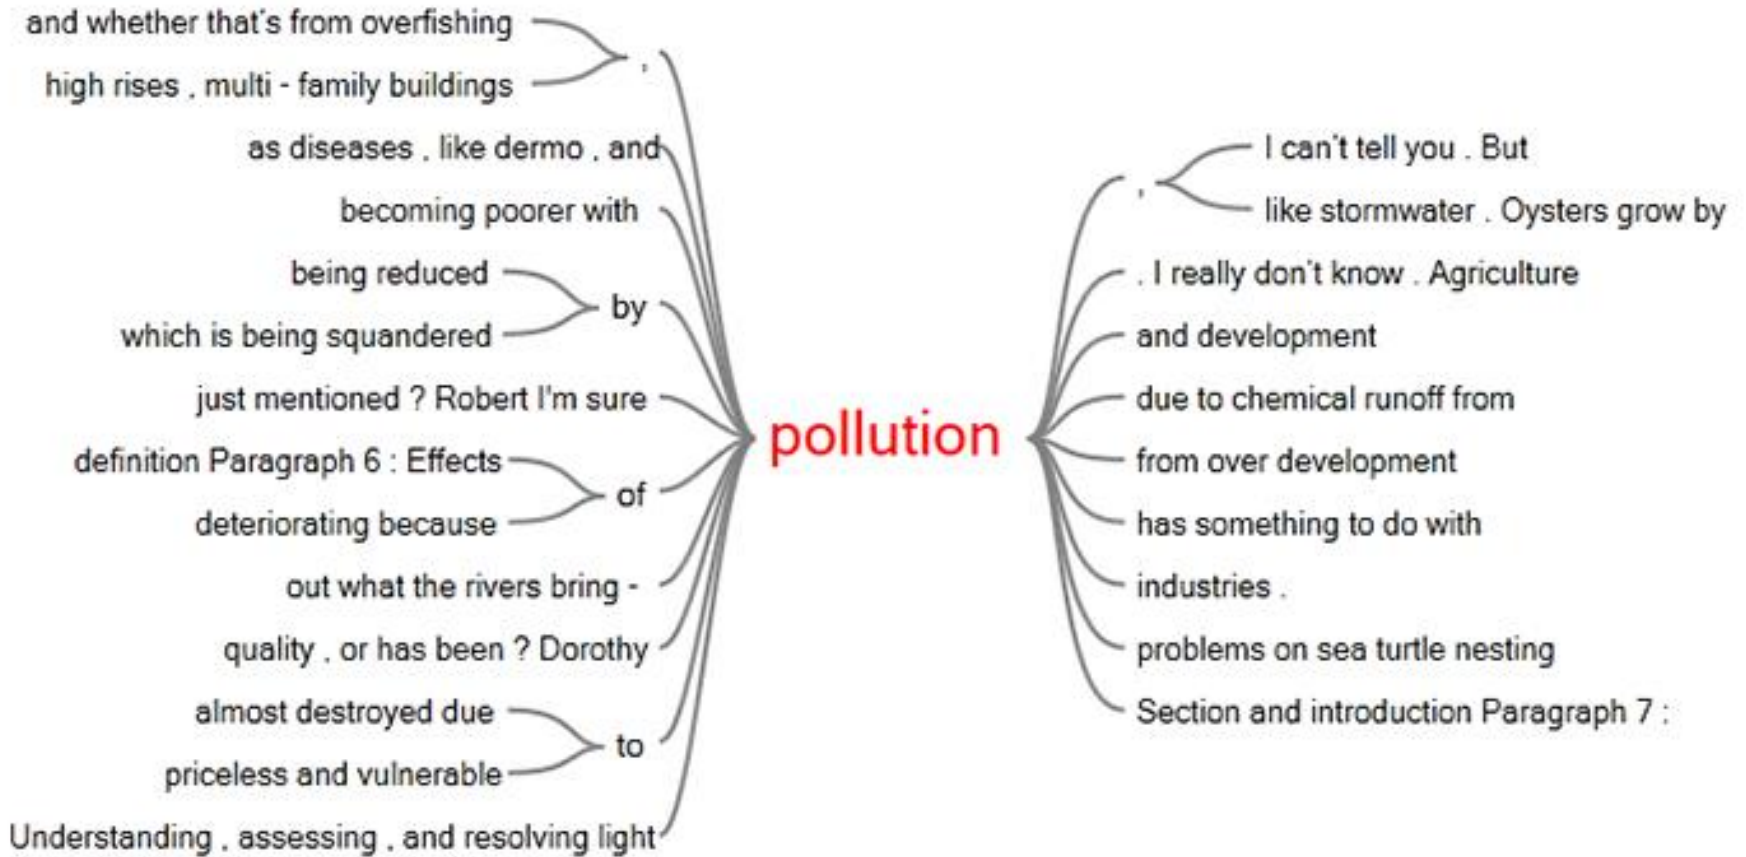 and whether that's from overfishing
high rises , multi - family buildings
,
as diseases , like dermo , and
becoming poorer with
being reduced
which is being squandered
by
just mentioned ? Robert I'm sure
definition Paragraph 6 : Effects
deteriorating because
of
out what the rivers bring -
quality , or has been ? Dorothy
almost destroyed due
priceless and vulnerable
to
Understanding , assessing , and resolving light
pollution
,
I can't tell you . But
like stormwater . Oysters grow by
. I really don't know . Agriculture
and development
due to chemical runoff from
from over development
has something to do with
industries .
problems on sea turtle nesting
Section and introduction Paragraph 7 :